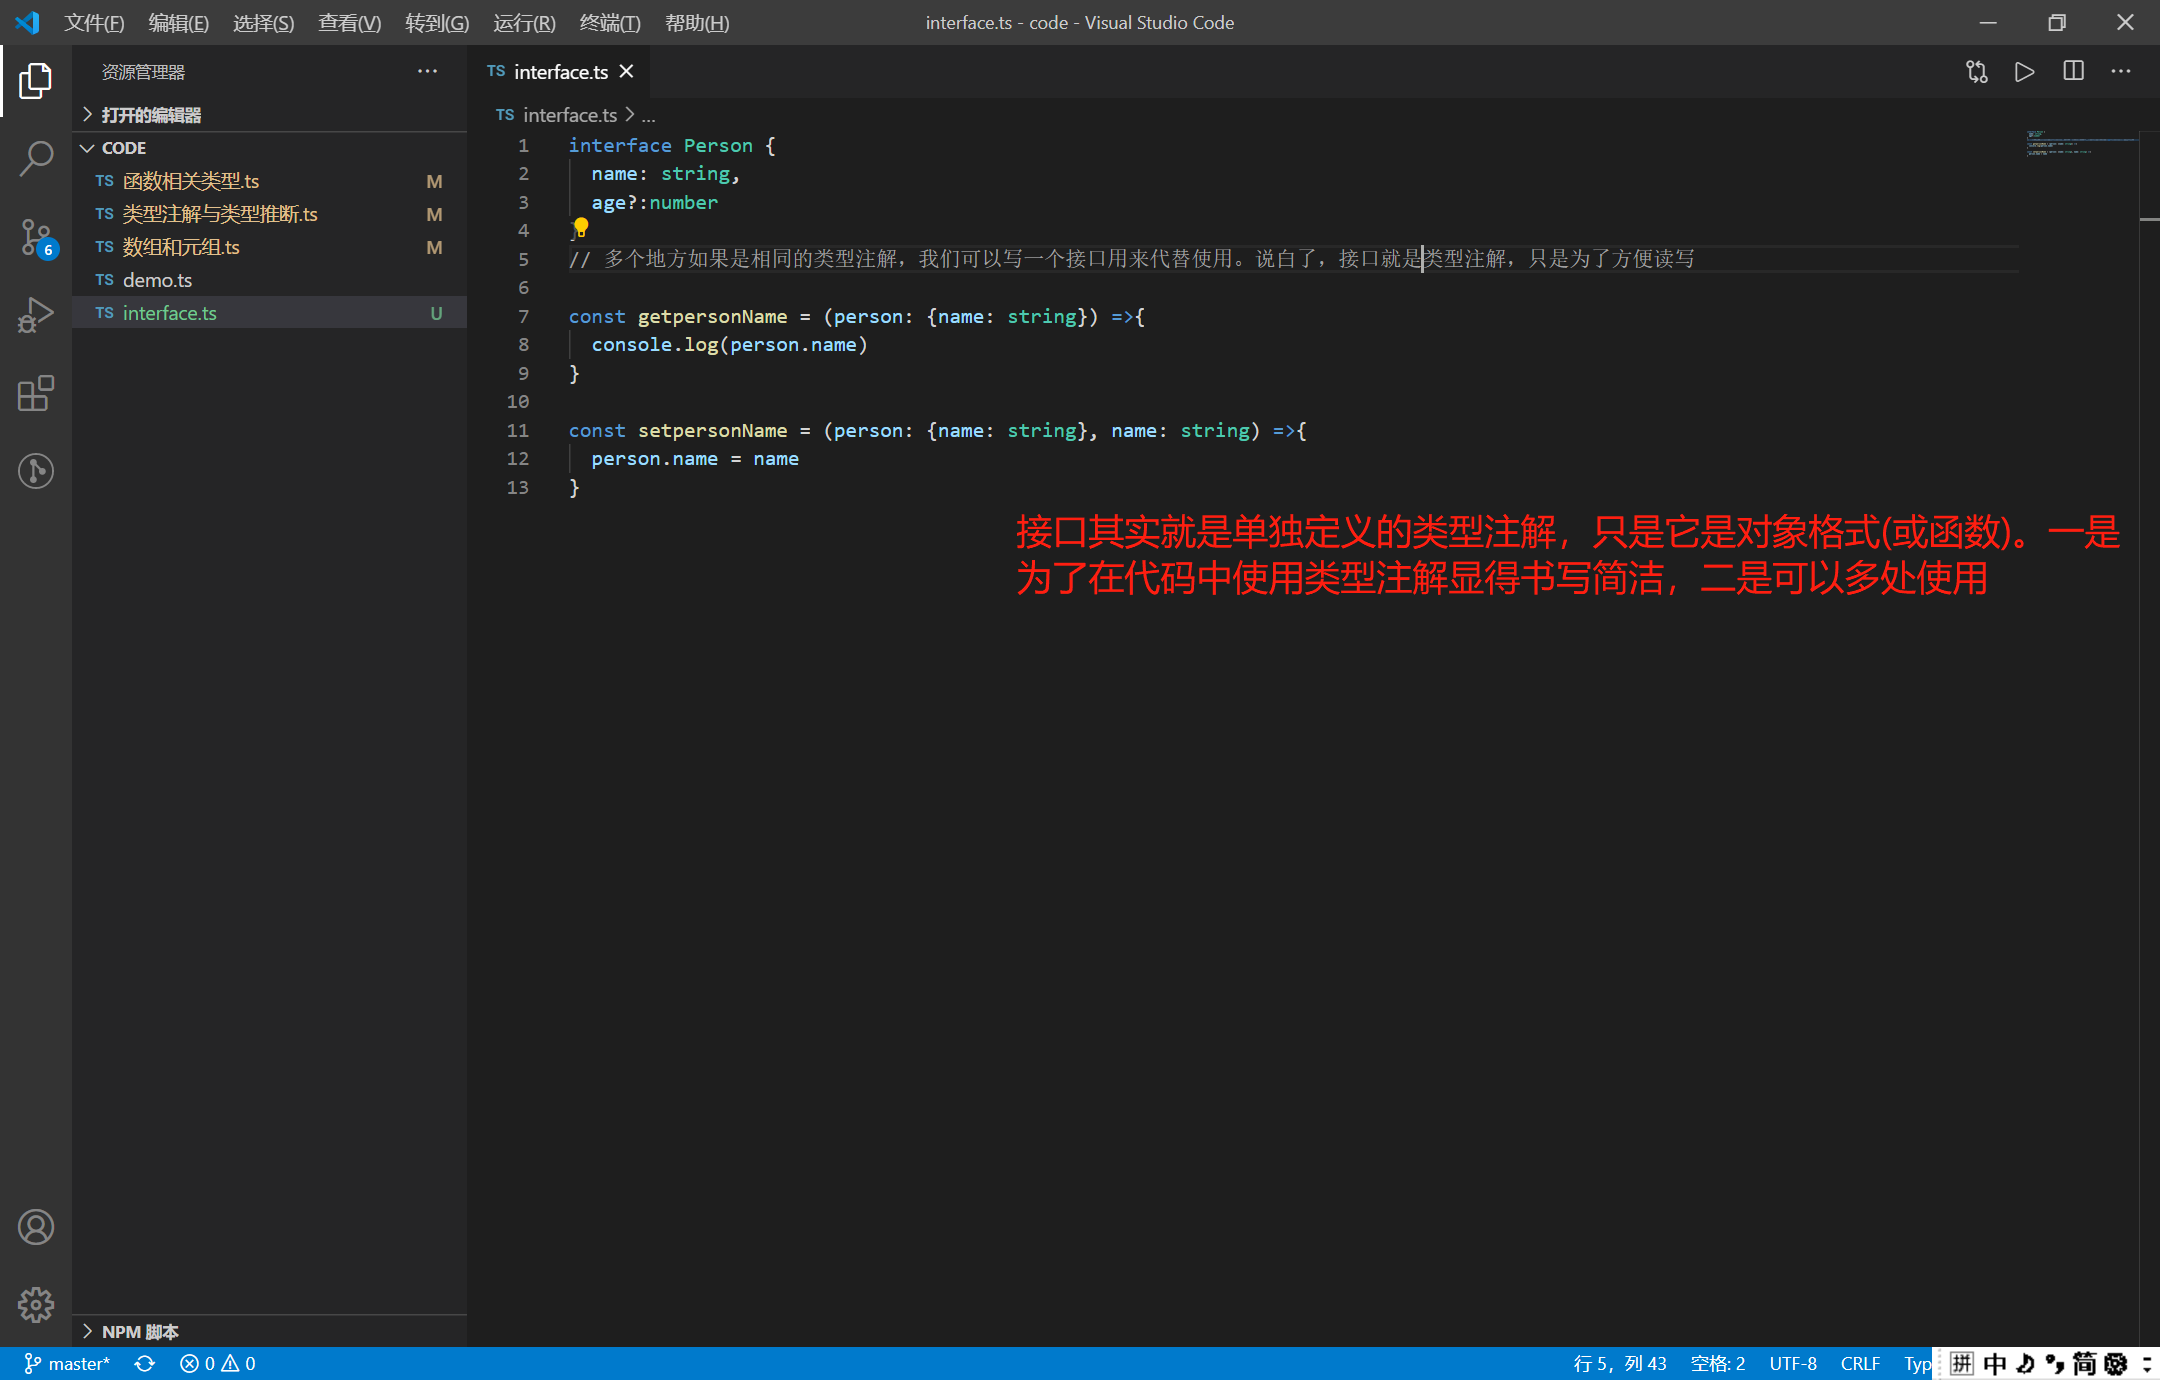 文件(F) 编辑(E) 选择(S) 查看(V) 转到(G) 运行(R) 终端(T) 帮助(H) interface.ts - code - Visual Studio Code
资源管理器
打开的编辑器
CODE
TS 函数相关类型.ts M
TS 类型注解与类型推断.ts M
TS 数组和元组.ts M
TS demo.ts
TS interface.ts U
6
NPM 脚本
TS interface.ts
TS interface.ts > ...
1 interface Person {
2 name: string,
3 age?:number
4 }
5 // 多个地方如果是相同的类型注解，我们可以写一个接口用来代替使用。说白了，接口就是类型注解，只是为了方便读写
6
7 const getpersonName = (person: {name: string}) =>{
8 console.log(person.name)
9 }
10
11 const setpersonName = (person: {name: string}, name: string) =>{
12 person.name = name
13 }
接口其实就是单独定义的类型注解，只是它是对象格式(或函数)。一是
为了在代码中使用类型注解显得书写简洁，二是可以多处使用
master* 0 0 行 5，列 43 空格: 2 UTF-8 CRLF Typ 拼 中 简